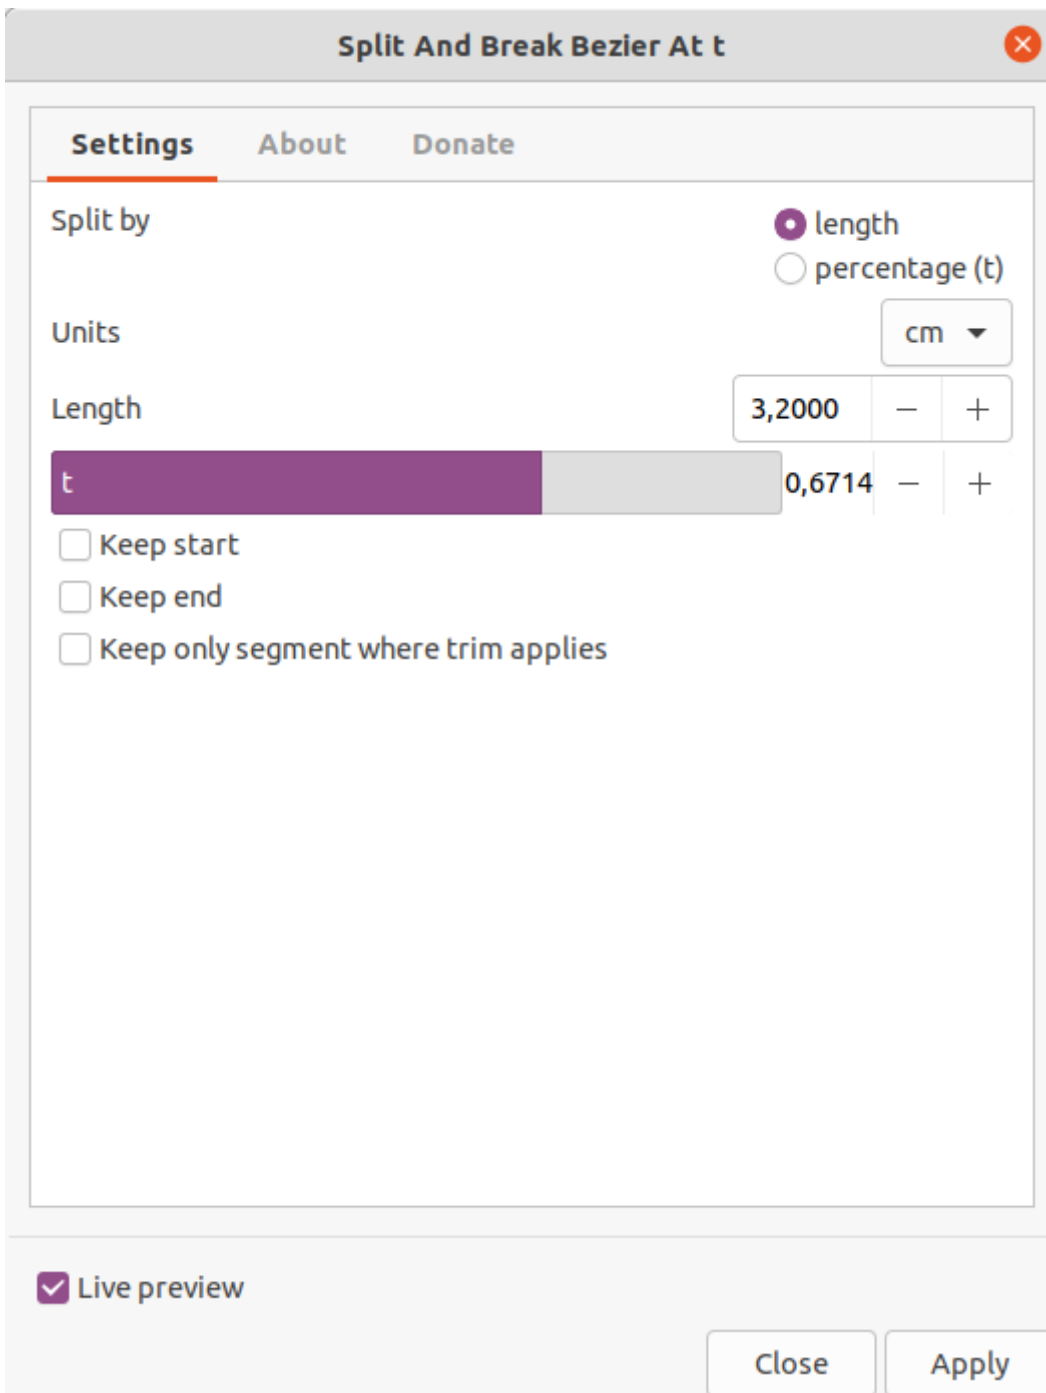 Split And Break Bezier At t
Settings About Donate
Split by
length
percentage (t)
Units cm
Length 3,2000 − +
t 0,6714 − +
Keep start
Keep end
Keep only segment where trim applies
Live preview
Close Apply